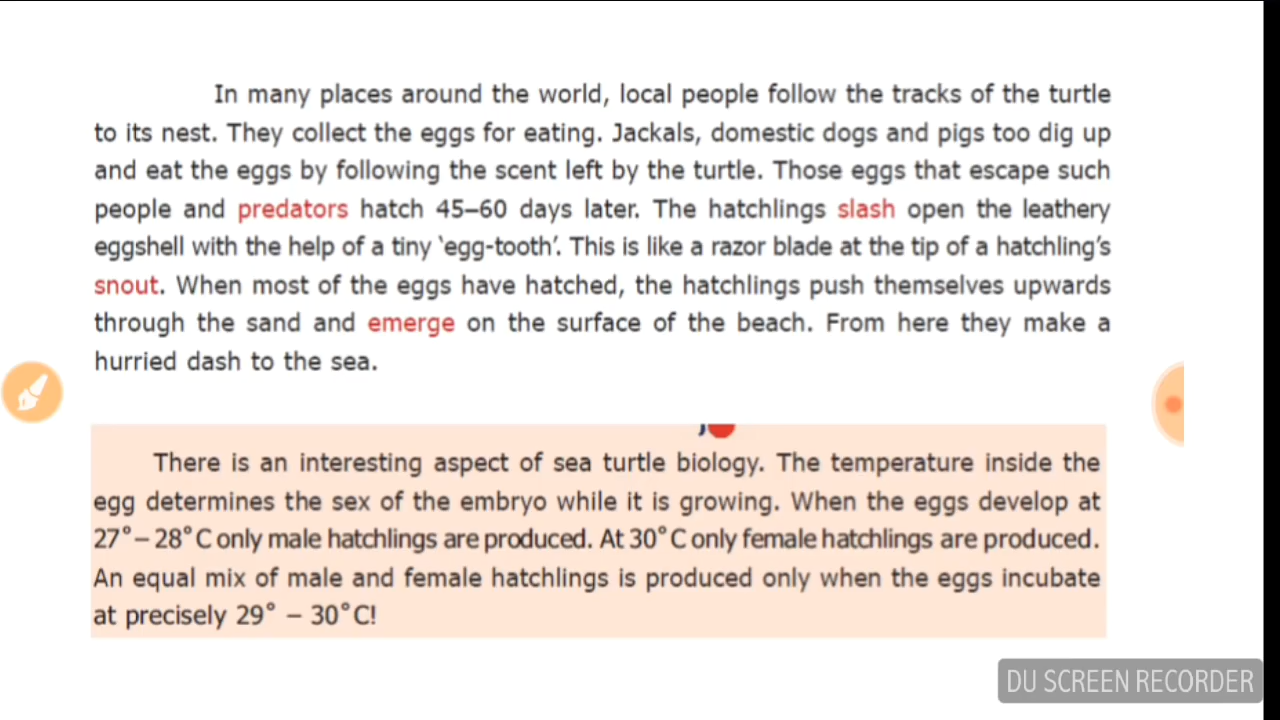 In many places around the world, local people follow the tracks of the turtle
to its nest. They collect the eggs for eating. Jackals, domestic dogs and pigs too dig up
and eat the eggs by following the scent left by the turtle. Those eggs that escape such
people and predators hatch 45–60 days later. The hatchlings slash open the leathery
eggshell with the help of a tiny ‘egg-tooth’. This is like a razor blade at the tip of a hatchling’s
snout. When most of the eggs have hatched, the hatchlings push themselves upwards
through the sand and emerge on the surface of the beach. From here they make a
hurried dash to the sea.
There is an interesting aspect of sea turtle biology. The temperature inside the
egg determines the sex of the embryo while it is growing. When the eggs develop at
27°– 28°C only male hatchlings are produced. At 30°C only female hatchlings are produced.
An equal mix of male and female hatchlings is produced only when the eggs incubate
at precisely 29° – 30°C!
DU SCREEN RECORDER